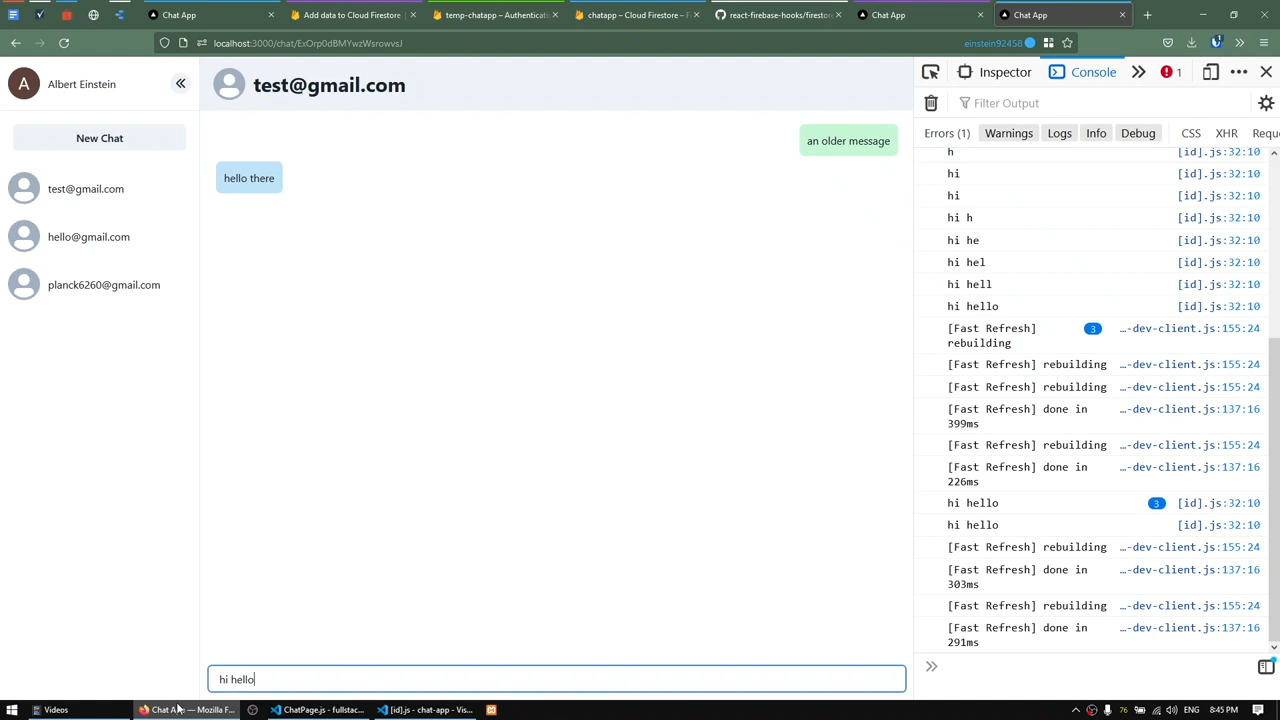 Chat App
Add data to Cloud Firestore
temp-chatapp – Authenticat
chatapp – Cloud Firestore – Fi
react-firebase-hooks/firestore
Chat App
Chat App
localhost:3000/chat/ExOrp0dBMYwzWsrowvsJ
einstein92458
A
Albert Einstein
New Chat
test@gmail.com
hello@gmail.com
planck6260@gmail.com
test@gmail.com
an older message
hello there
hi hello
Inspector
Console
1
Filter Output
Errors (1) Warnings Logs Info Debug CSS XHR Reque
h [id].js:32:10
hi [id].js:32:10
hi [id].js:32:10
hi h [id].js:32:10
hi he [id].js:32:10
hi hel [id].js:32:10
hi hell [id].js:32:10
hi hello [id].js:32:10
[Fast Refresh] 3 …-dev-client.js:155:24
rebuilding
[Fast Refresh] rebuilding …-dev-client.js:155:24
[Fast Refresh] rebuilding …-dev-client.js:155:24
[Fast Refresh] done in …-dev-client.js:137:16
399ms
[Fast Refresh] rebuilding …-dev-client.js:155:24
[Fast Refresh] done in …-dev-client.js:137:16
226ms
hi hello 3 [id].js:32:10
hi hello [id].js:32:10
[Fast Refresh] rebuilding …-dev-client.js:155:24
[Fast Refresh] done in …-dev-client.js:137:16
303ms
[Fast Refresh] rebuilding …-dev-client.js:155:24
[Fast Refresh] done in …-dev-client.js:137:16
291ms
Videos
Chat App — Mozilla F...
ChatPage.js - fullstac...
[id].js - chat-app - Vis...
76
ENG
8:45 PM